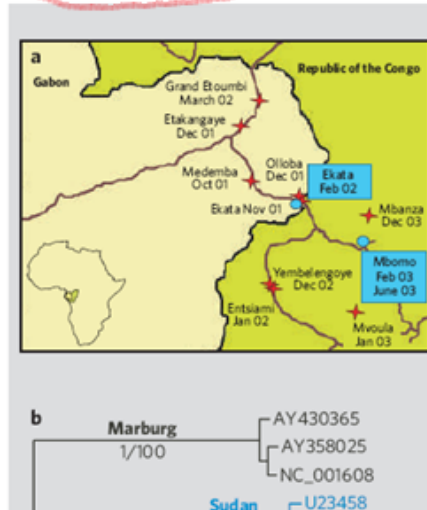 a
Gabon
Republic of the Congo
Grand Etoumbi
March 02
Etakangaye
Dec 01
Medemba
Oct 01
Olloba
Dec 01
Ekata
Feb 02
Ekata Nov 01
Mbanza
Dec 03
Mbomo
Feb 03
June 03
Yembelengoye
Dec 02
Entsiami
Jan 02
Mvoula
Jan 03
b
Marburg
1/100
AY430365
AY358025
NC_001608
Sudan
U23458